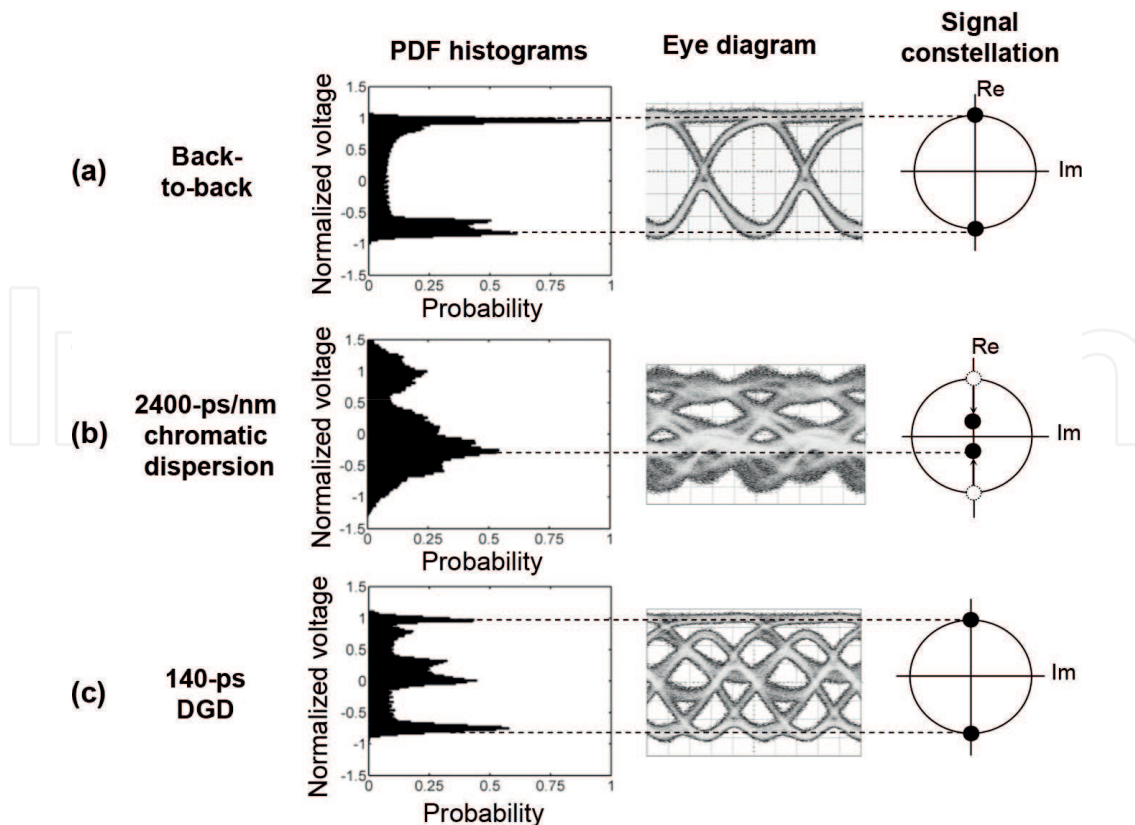 PDF histograms
Eye diagram
Signal
constellation
(a)
Back-
to-back
Normalized voltage
1.5
1
0.5
0
-0.5
-1
-1.5
0 0.25 0.5 0.75 1
Probability
Re
Im
(b)
2400-ps/nm
chromatic
dispersion
Normalized voltage
1.5
1
0.5
0
-0.5
-1
-1.5
0 0.25 0.5 0.75 1
Probability
Re
Im
(c)
140-ps
DGD
Normalized voltage
1.5
1
0.5
0
-0.5
-1
-1.5
0 0.25 0.5 0.75 1
Probability
Im